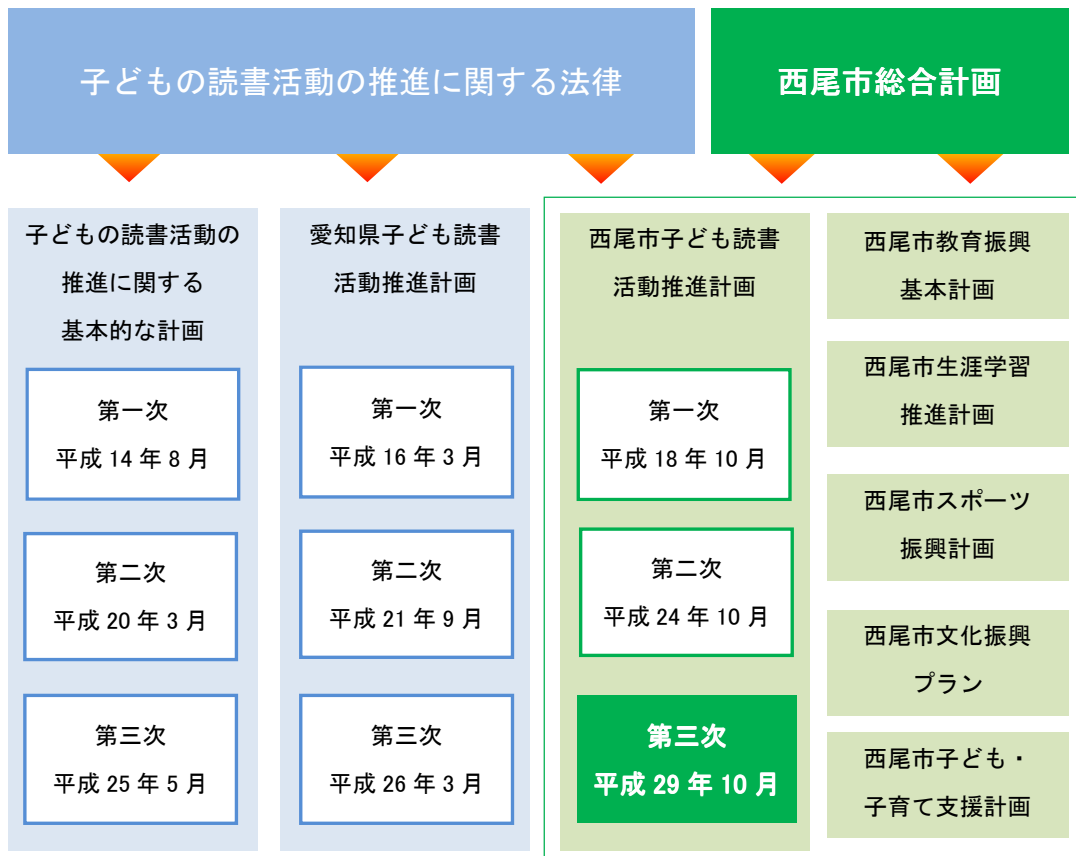 子どもの読書活動の推進に関する法律
西尾市総合計画
子どもの読書活動の
推進に関する
基本的な計画
第一次
平成 14 年 8 月
第二次
平成 20 年 3 月
第三次
平成 25 年 5 月
愛知県子ども読書
活動推進計画
第一次
平成 16 年 3 月
第二次
平成 21 年 9 月
第三次
平成 26 年 3 月
西尾市子ども読書
活動推進計画
第一次
平成 18 年 10 月
第二次
平成 24 年 10 月
第三次
平成 29 年 10 月
西尾市教育振興
基本計画
西尾市生涯学習
推進計画
西尾市スポーツ
振興計画
西尾市文化振興
プラン
西尾市子ども・
子育て支援計画